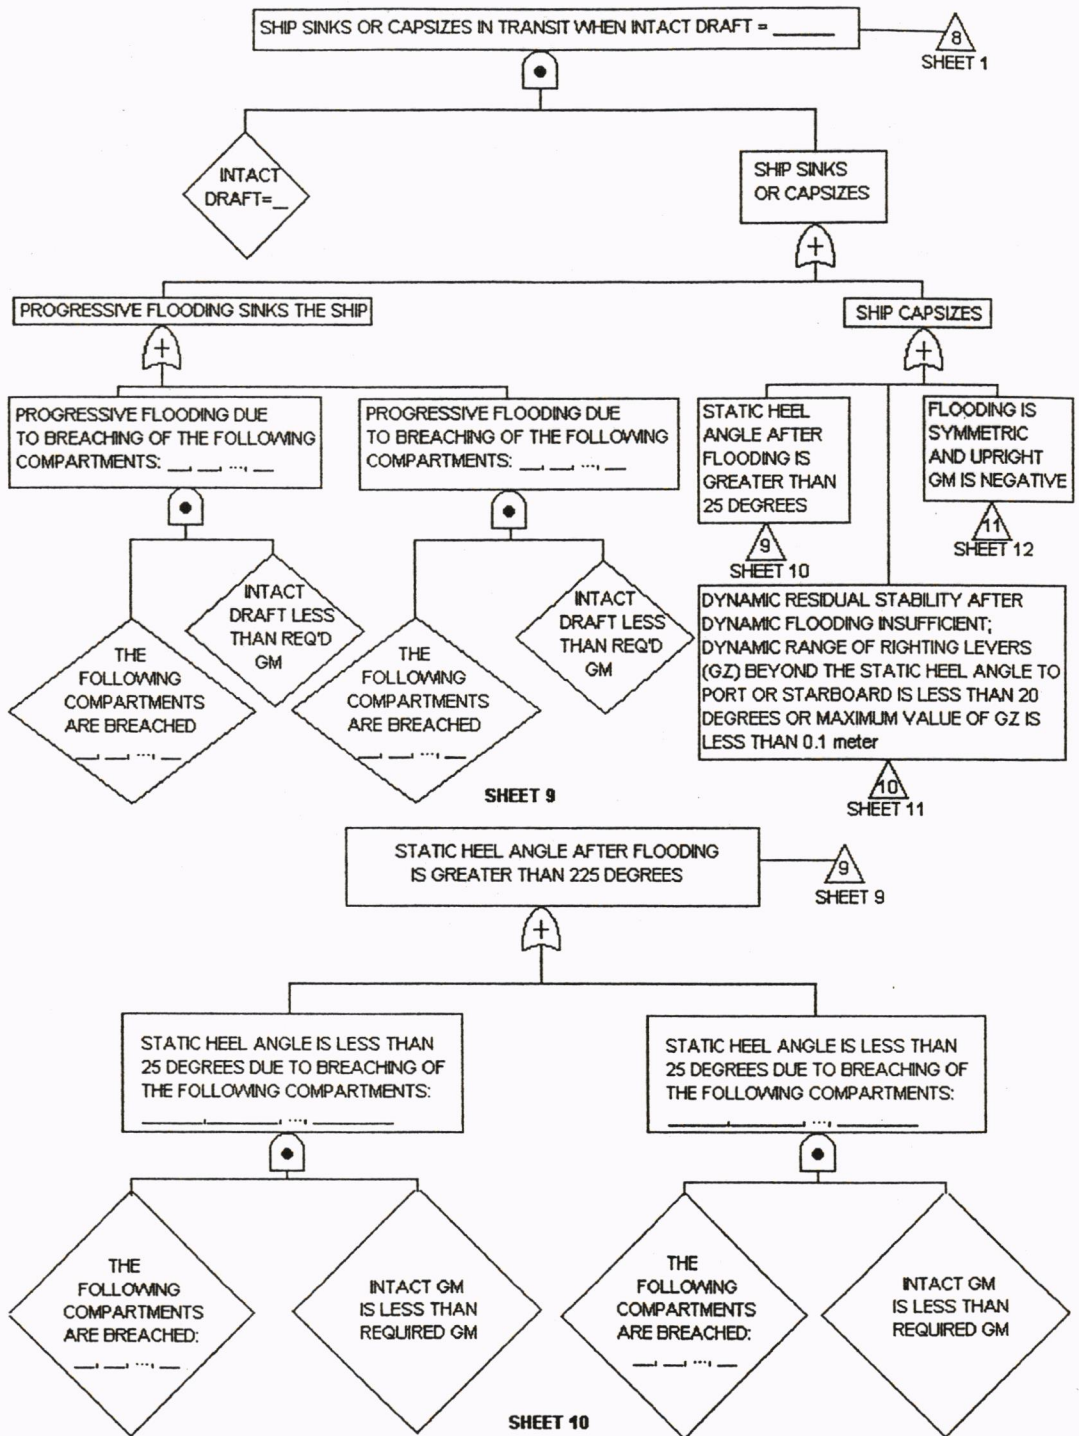 SHIP SINKS OR CAPSIZES IN TRANSIT WHEN INTACT DRAFT = ______
8
SHEET 1
INTACT
DRAFT=__
SHIP SINKS
OR CAPSIZES
+
PROGRESSIVE FLOODING SINKS THE SHIP
SHIP CAPSIZES
+
+
PROGRESSIVE FLOODING DUE
TO BREACHING OF THE FOLLOWING
COMPARTMENTS: __, __, ..., __
PROGRESSIVE FLOODING DUE
TO BREACHING OF THE FOLLOWING
COMPARTMENTS: __, __, ..., __
STATIC HEEL
ANGLE AFTER
FLOODING IS
GREATER THAN
25 DEGREES
FLOODING IS
SYMMETRIC
AND UPRIGHT
GM IS NEGATIVE
9
SHEET 10
11
SHEET 12
THE
FOLLOWING
COMPARTMENTS
ARE BREACHED
__, __, ..., __
INTACT
DRAFT LESS
THAN REQ'D
GM
THE
FOLLOWING
COMPARTMENTS
ARE BREACHED
__, __, ..., __
INTACT
DRAFT LESS
THAN REQ'D
GM
DYNAMIC RESIDUAL STABILITY AFTER
DYNAMIC FLOODING INSUFFICIENT;
DYNAMIC RANGE OF RIGHTING LEVERS
(GZ) BEYOND THE STATIC HEEL ANGLE TO
PORT OR STARBOARD IS LESS THAN 20
DEGREES OR MAXIMUM VALUE OF GZ IS
LESS THAN 0.1 meter
10
SHEET 11
SHEET 9
STATIC HEEL ANGLE AFTER FLOODING
IS GREATER THAN 225 DEGREES
9
SHEET 9
+
STATIC HEEL ANGLE IS LESS THAN
25 DEGREES DUE TO BREACHING OF
THE FOLLOWING COMPARTMENTS:
______, ______, ..., ______
STATIC HEEL ANGLE IS LESS THAN
25 DEGREES DUE TO BREACHING OF
THE FOLLOWING COMPARTMENTS:
______, ______, ..., ______
THE
FOLLOWING
COMPARTMENTS
ARE BREACHED:
__, __, ..., __
INTACT GM
IS LESS THAN
REQUIRED GM
THE
FOLLOWING
COMPARTMENTS
ARE BREACHED:
__, __, ..., __
INTACT GM
IS LESS THAN
REQUIRED GM
SHEET 10